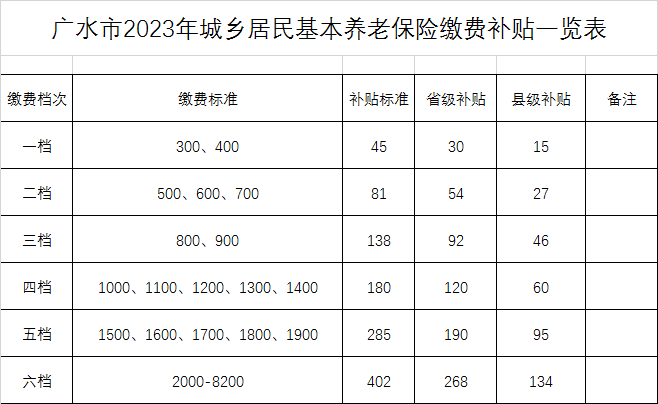 广水市2023年城乡居民基本养老保险缴费补贴一览表
缴费档次 缴费标准 补贴标准 省级补贴 县级补贴 备注
一档 300、400 45 30 15
二档 500、600、700 81 54 27
三档 800、900 138 92 46
四档 1000、1100、1200、1300、1400 180 120 60
五档 1500、1600、1700、1800、1900 285 190 95
六档 2000-8200 402 268 134